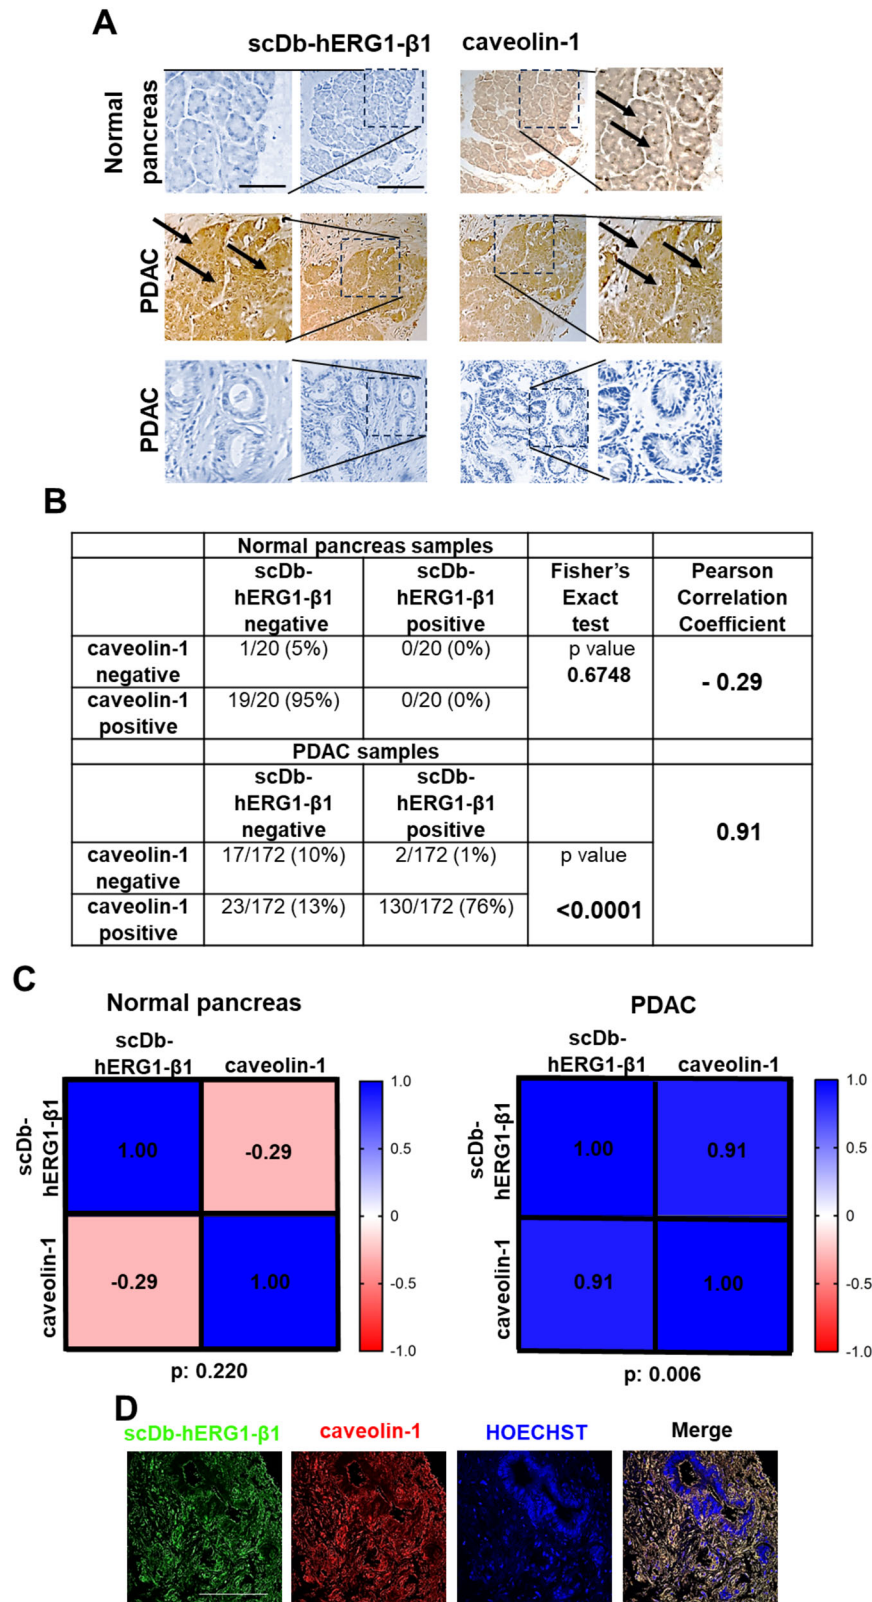 A
scDb-hERG1-β1 caveolin-1
Normal
pancreas
PDAC
PDAC
B
Normal pancreas samples
scDb-
hERG1-β1
negative
scDb-
hERG1-β1
positive
Fisher's
Exact
test
Pearson
Correlation
Coefficient
caveolin-1
negative
1/20 (5%)
0/20 (0%)
p value
0.6748
- 0.29
caveolin-1
positive
19/20 (95%)
0/20 (0%)
PDAC samples
scDb-
hERG1-β1
negative
scDb-
hERG1-β1
positive
0.91
caveolin-1
negative
17/172 (10%)
2/172 (1%)
p value
<0.0001
caveolin-1
positive
23/172 (13%)
130/172 (76%)
C
Normal pancreas
scDb-
hERG1-β1
caveolin-1
scDb-
hERG1-β1
caveolin-1
1.00
-0.29
-0.29
1.00
1.0
0.5
0
-0.5
-1.0
p: 0.220
PDAC
scDb-
hERG1-β1
caveolin-1
scDb-
hERG1-β1
caveolin-1
1.00
0.91
0.91
1.00
1.0
0.5
0
-0.5
-1.0
p: 0.006
D
scDb-hERG1-β1
caveolin-1
HOECHST
Merge